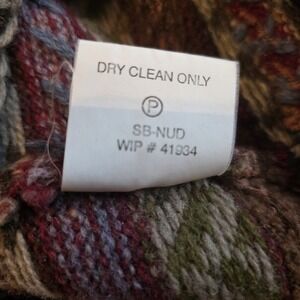 DRY CLEAN ONLY
P
SB-NUD
WIP # 41934